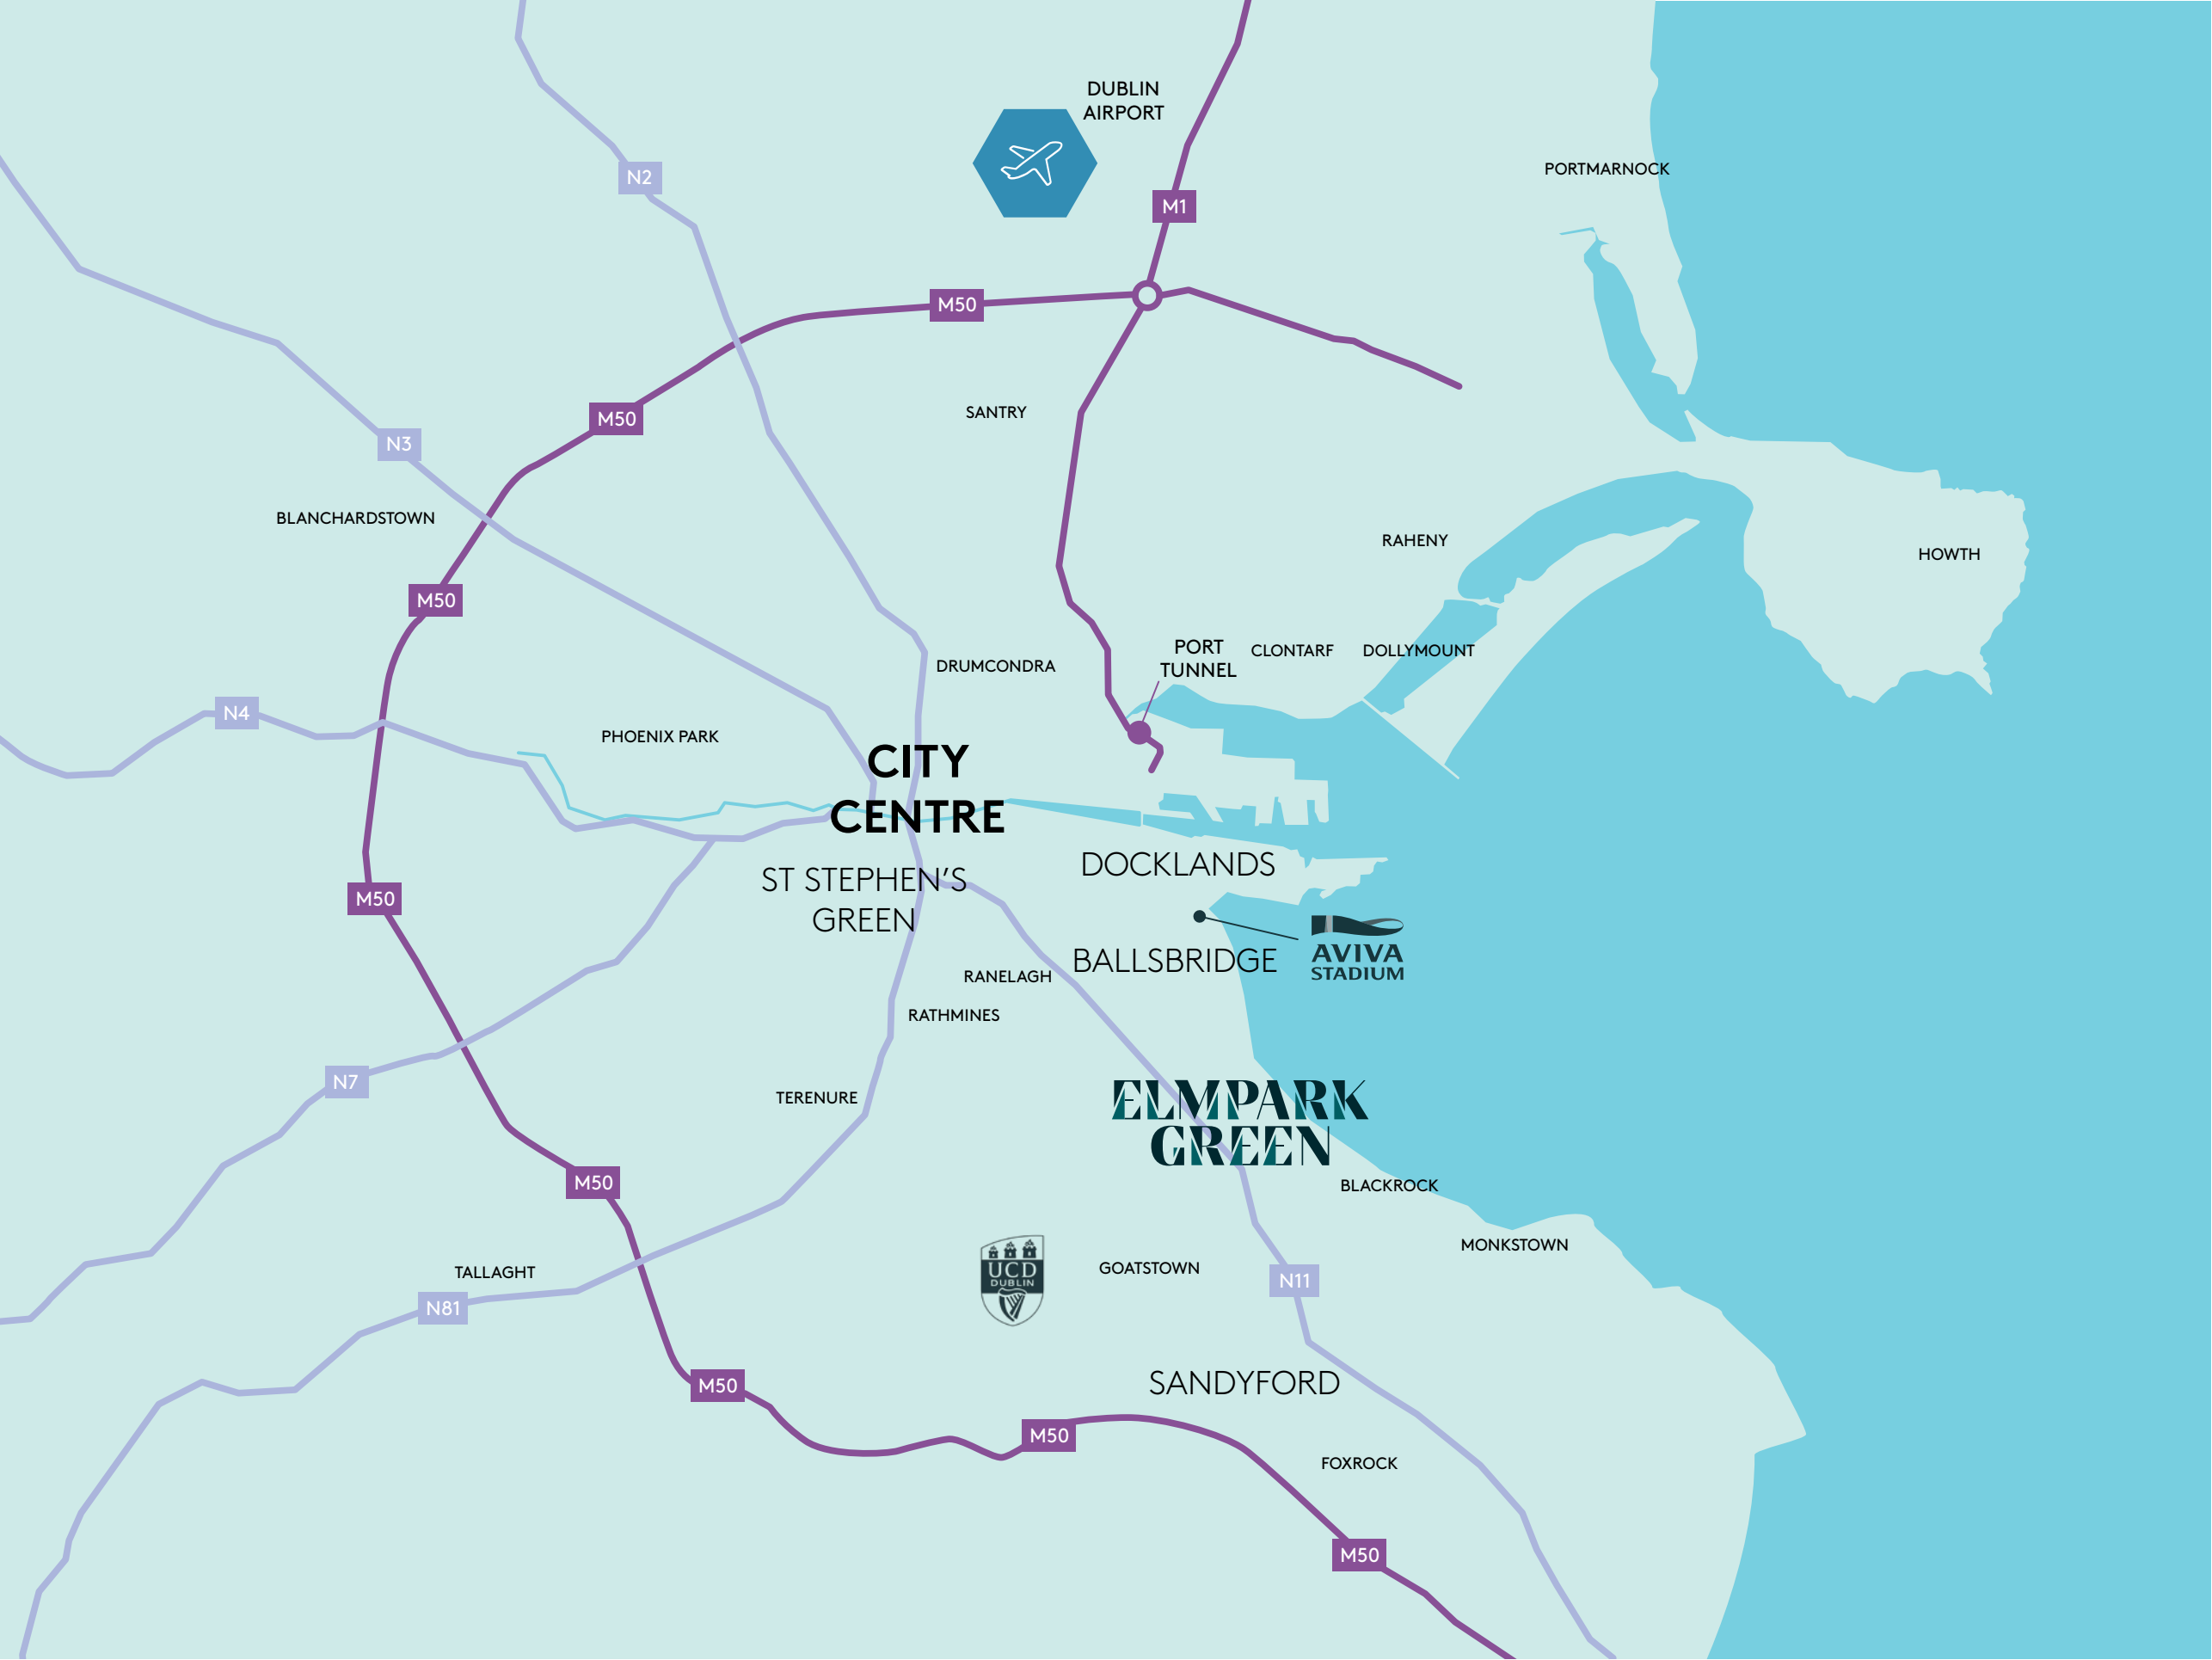 DUBLIN
AIRPORT
PORTMARNOCK
N2
M1
M50
SANTRY
M50
N3
BLANCHARDSTOWN
RAHENY
HOWTH
M50
PORT
TUNNEL
CLONTARF
DOLLYMOUNT
DRUMCONDRA
N4
PHOENIX PARK
CITY
CENTRE
DOCKLANDS
ST STEPHEN'S
GREEN
M50
AVIVA
STADIUM
BALLSBRIDGE
RANELAGH
RATHMINES
N7
TERENURE
ELMPARK
GREEN
M50
BLACKROCK
MONKSTOWN
UCD
DUBLIN
GOATSTOWN
TALLAGHT
N11
N81
M50
SANDYFORD
M50
FOXROCK
M50